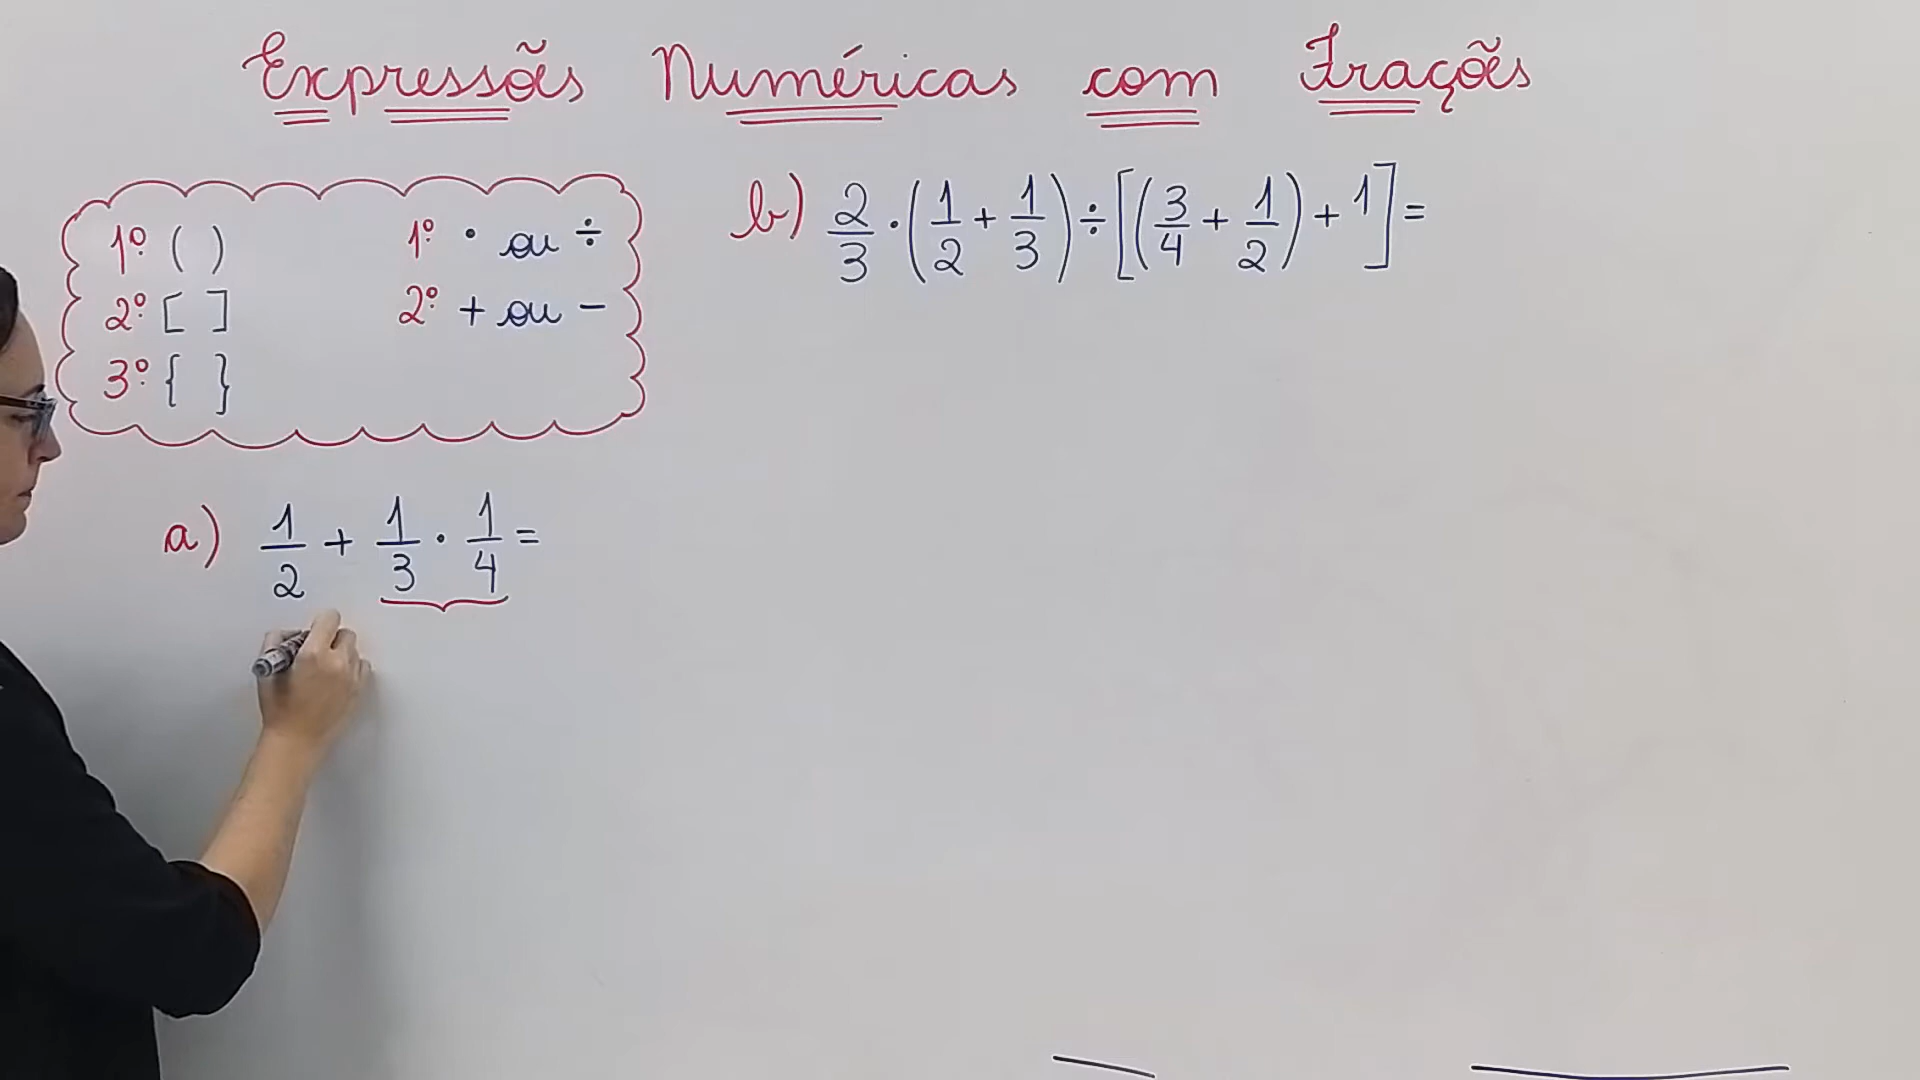 Expressões Numéricas com Frações
1º ( ) 1º · ou ÷
2º [ ] 2º + ou −
3º { }
a) 1/2 + 1/3 · 1/4 =
b) 2/3 · (1/2 + 1/3) ÷ [(3/4 + 1/2) + 1] =